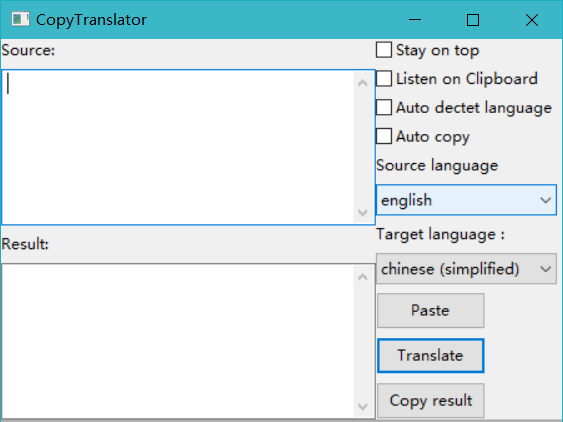 CopyTranslator
Source:
Stay on top
Listen on Clipboard
Auto dectet language
Auto copy
Source language
english
Result:
Target language :
chinese (simplified)
Paste
Translate
Copy result